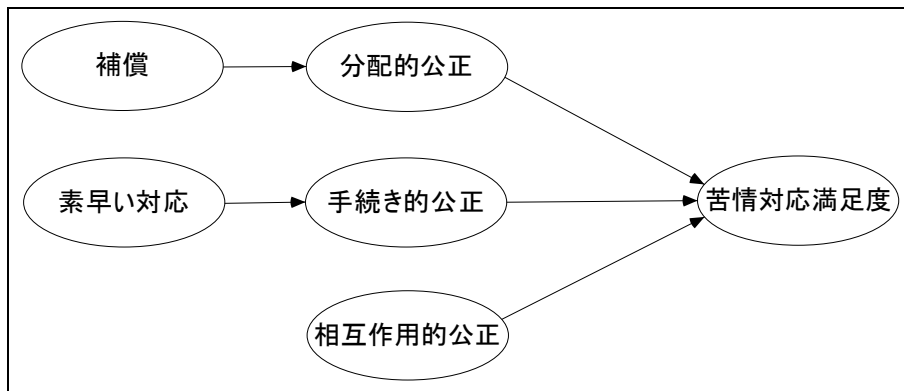 補償
分配的公正
素早い対応
手続き的公正
苦情対応満足度
相互作用的公正